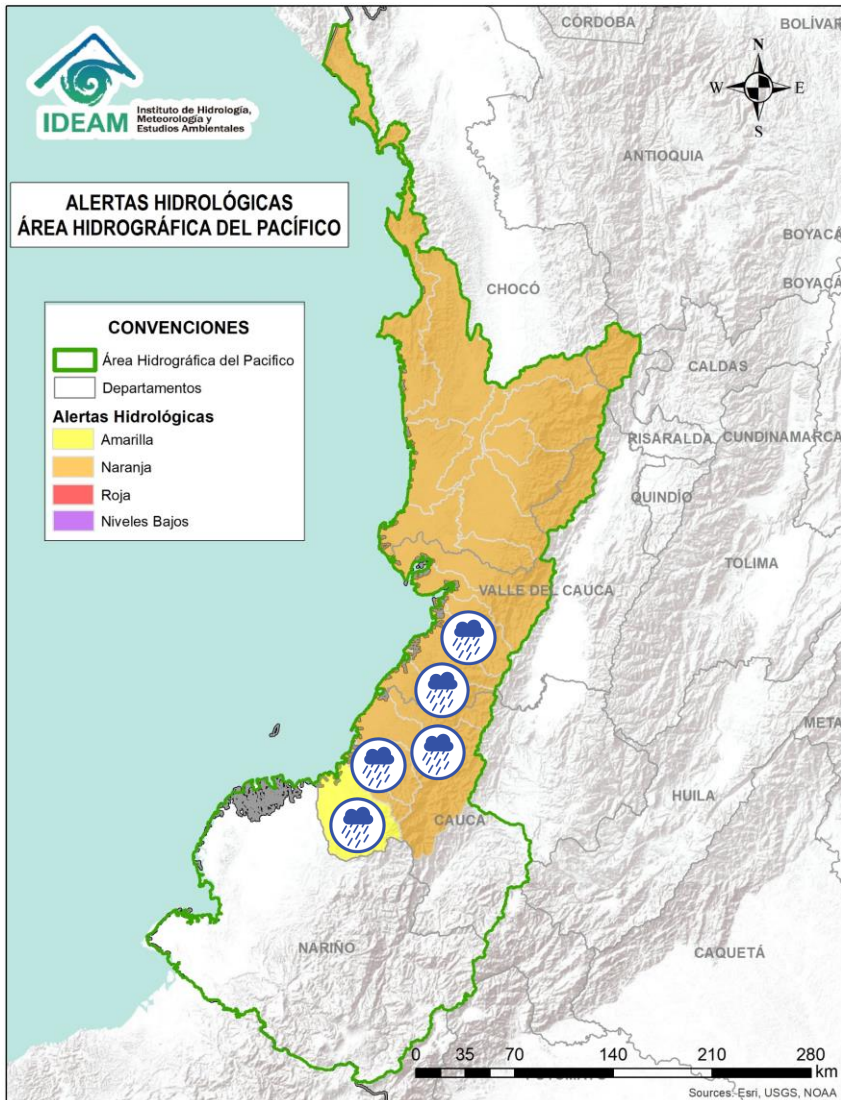 CÓRDOBA
BOLÍVAR
IDEAM
Instituto de Hidrología,
Meteorología y
Estudios Ambientales
N
W
E
S
ANTIOQUIA
ALERTAS HIDROLÓGICAS
ÁREA HIDROGRÁFICA DEL PACÍFICO
BOYACÁ
BOYACÁ
CHOCÓ
CONVENCIONES
Área Hidrográfica del Pacifico
Departamentos
Alertas Hidrológicas
Amarilla
Naranja
Roja
Niveles Bajos
CALDAS
RISARALDA
CUNDINAMARCA
QUINDÍO
TOLIMA
VALLE DEL CAUCA
META
HUILA
CAUCA
NARIÑO
CAQUETÁ
0 35 70 140 210 280
km
Sources: Esri, USGS, NOAA